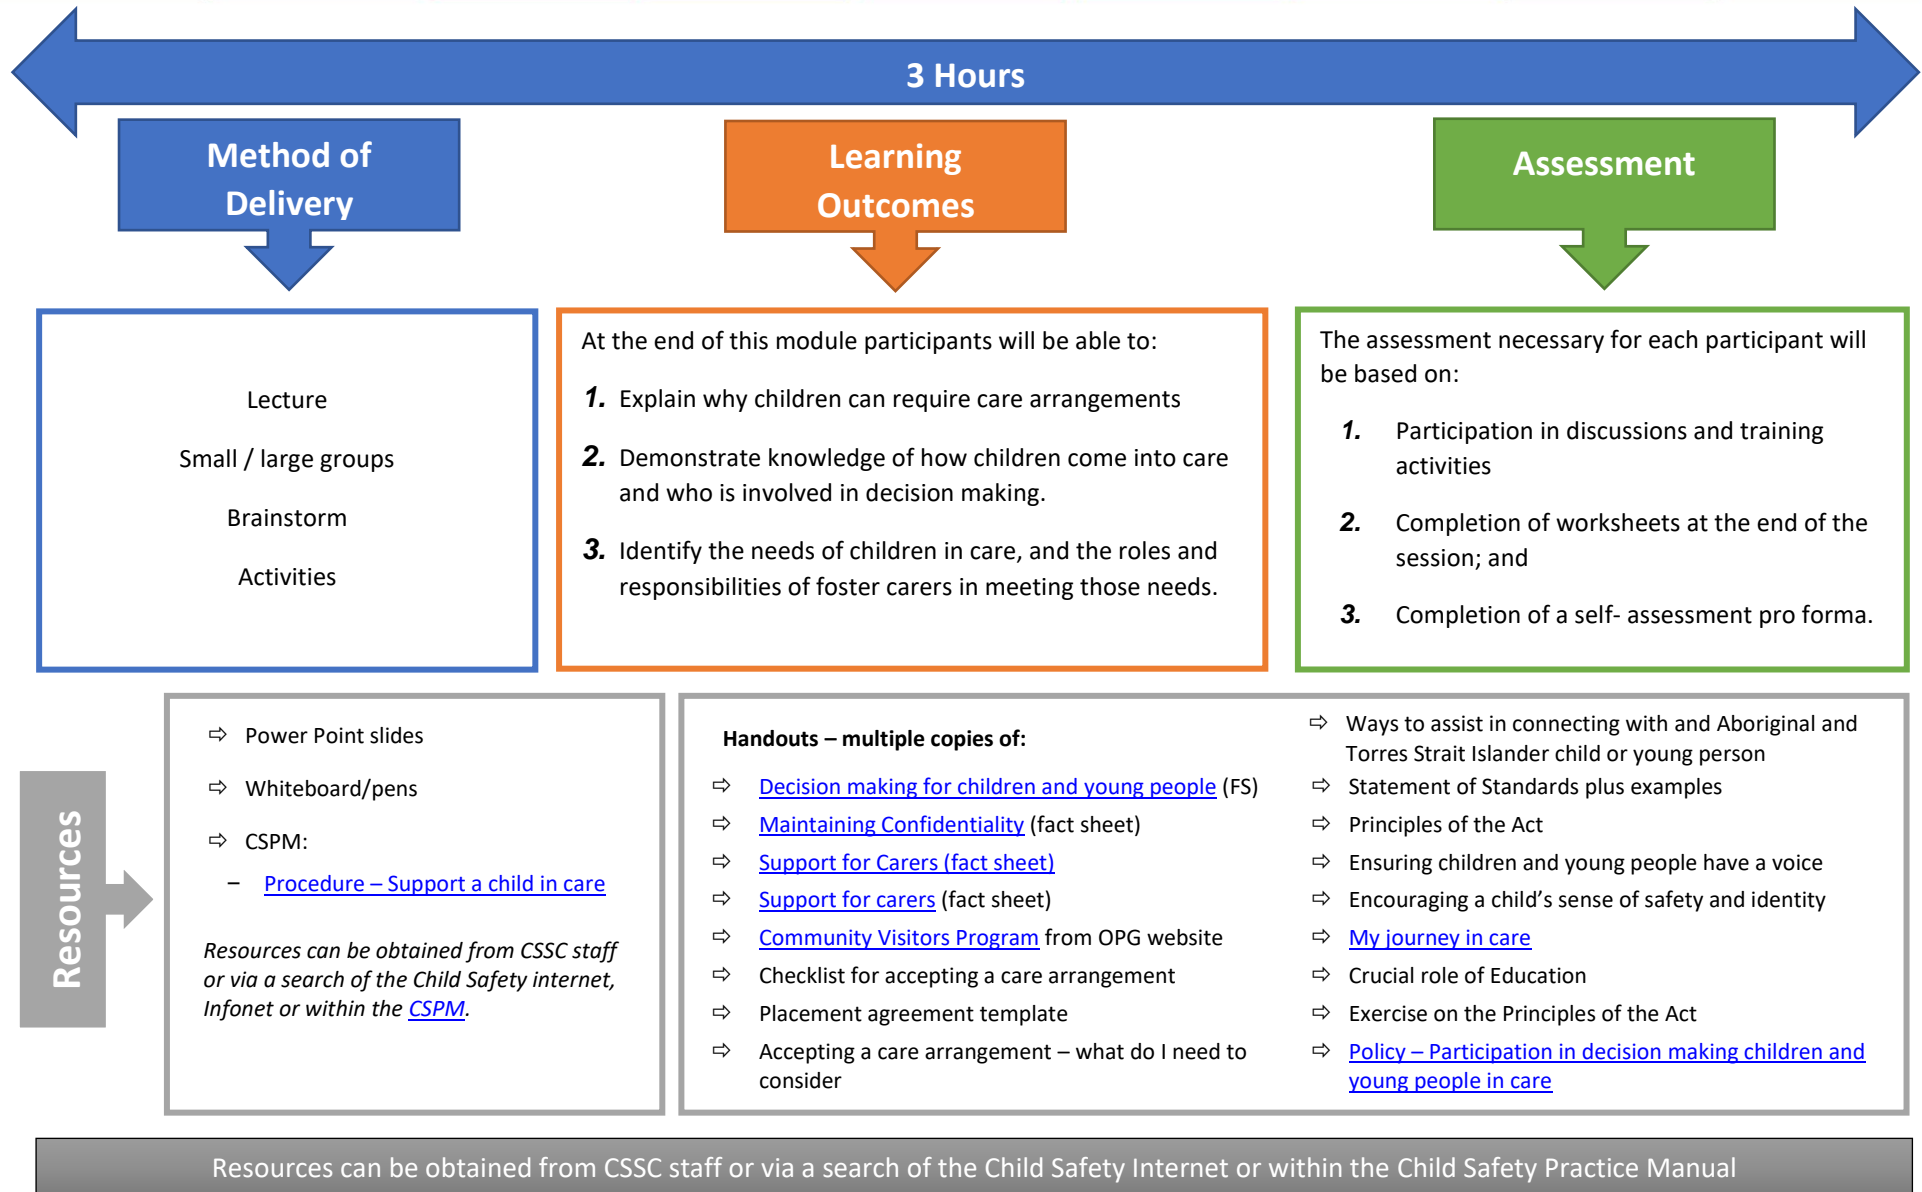 3 Hours
Method of
Delivery
Learning
Outcomes
Assessment
Lecture
Small / large groups
Brainstorm
Activities
At the end of this module participants will be able to:
1. Explain why children can require care arrangements
2. Demonstrate knowledge of how children come into care
and who is involved in decision making.
3. Identify the needs of children in care, and the roles and
responsibilities of foster carers in meeting those needs.
The assessment necessary for each participant will
be based on:
1. Participation in discussions and training
activities
2. Completion of worksheets at the end of the
session; and
3. Completion of a self- assessment pro forma.
Resources
⇨ Power Point slides
⇨ Whiteboard/pens
⇨ CSPM:
– Procedure – Support a child in care
Resources can be obtained from CSSC staff
or via a search of the Child Safety internet,
Infonet or within the CSPM.
Handouts – multiple copies of:
⇨ Decision making for children and young people (FS)
⇨ Maintaining Confidentiality (fact sheet)
⇨ Support for Carers (fact sheet)
⇨ Support for carers (fact sheet)
⇨ Community Visitors Program from OPG website
⇨ Checklist for accepting a care arrangement
⇨ Placement agreement template
⇨ Accepting a care arrangement – what do I need to
consider
⇨ Ways to assist in connecting with and Aboriginal and
Torres Strait Islander child or young person
⇨ Statement of Standards plus examples
⇨ Principles of the Act
⇨ Ensuring children and young people have a voice
⇨ Encouraging a child’s sense of safety and identity
⇨ My journey in care
⇨ Crucial role of Education
⇨ Exercise on the Principles of the Act
⇨ Policy – Participation in decision making children and
young people in care
Resources can be obtained from CSSC staff or via a search of the Child Safety Internet or within the Child Safety Practice Manual